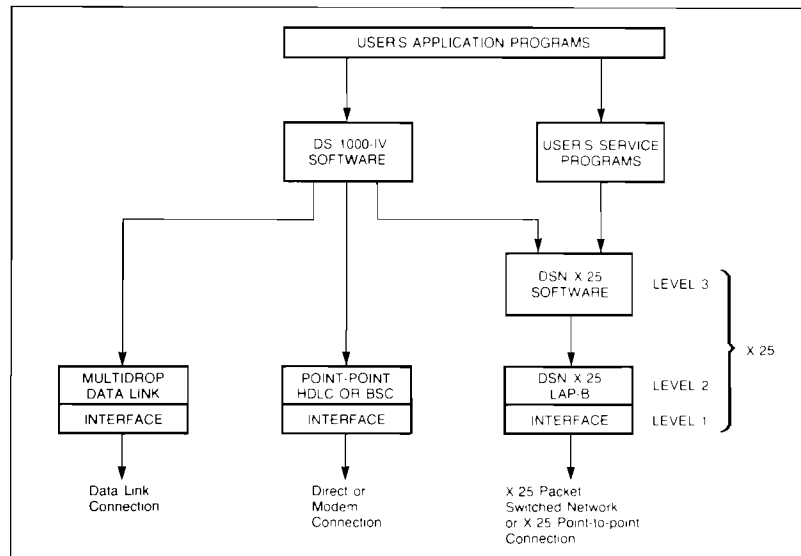 USER'S APPLICATION PROGRAMS
DS 1000-IV
SOFTWARE
USER'S SERVICE
PROGRAMS
DSN X 25
SOFTWARE
LEVEL 3
X 25
MULTIDROP
DATA LINK
INTERFACE
POINT-POINT
HDLC OR BSC
INTERFACE
DSN X 25
LAP-B
INTERFACE
LEVEL 2
LEVEL 1
Data Link
Connection
Direct or
Modem
Connection
X 25 Packet
Switched Network
or X 25 Point-to-point
Connection